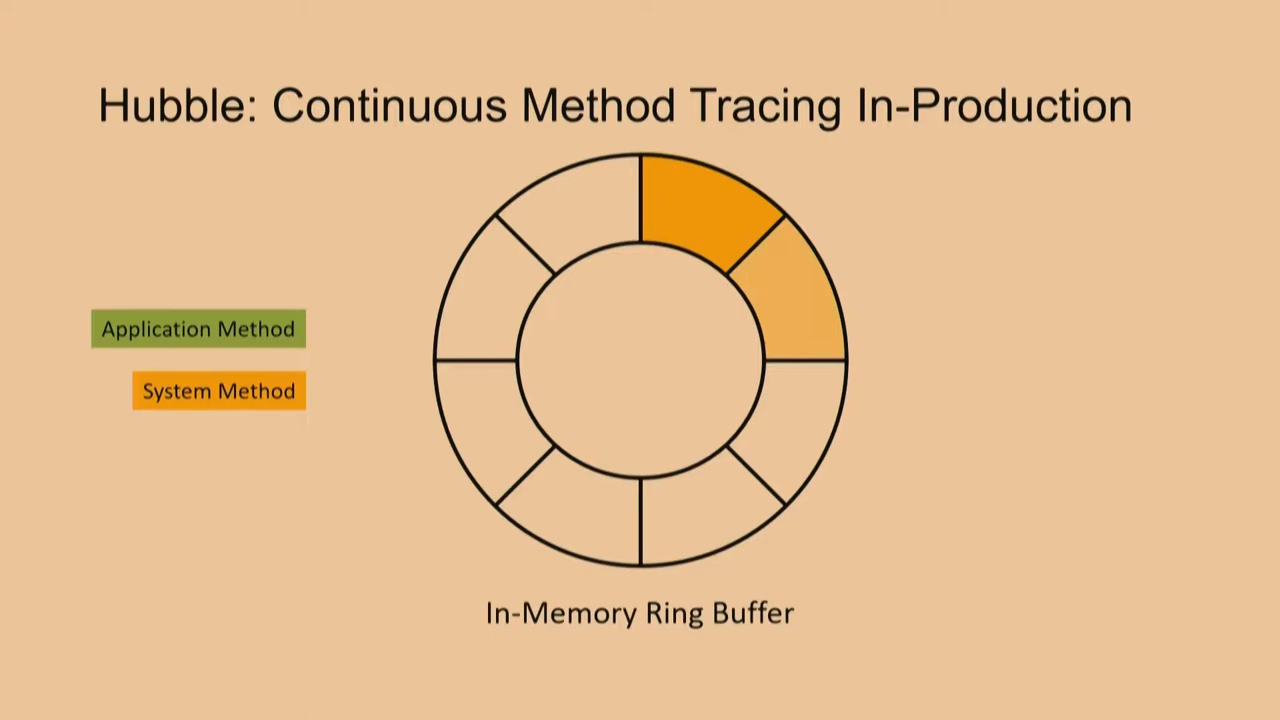 Hubble: Continuous Method Tracing In-Production
Application Method
System Method
In-Memory Ring Buffer